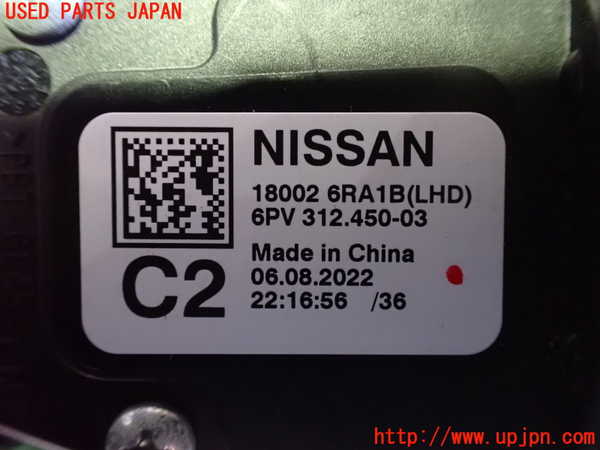 USED PARTS JAPAN
NISSAN
18002 6RA1B(LHD)
6PV 312.450-03
Made in China
C2
06.08.2022
22:16:56 /36
UPJ
http://www.upjpn.com/